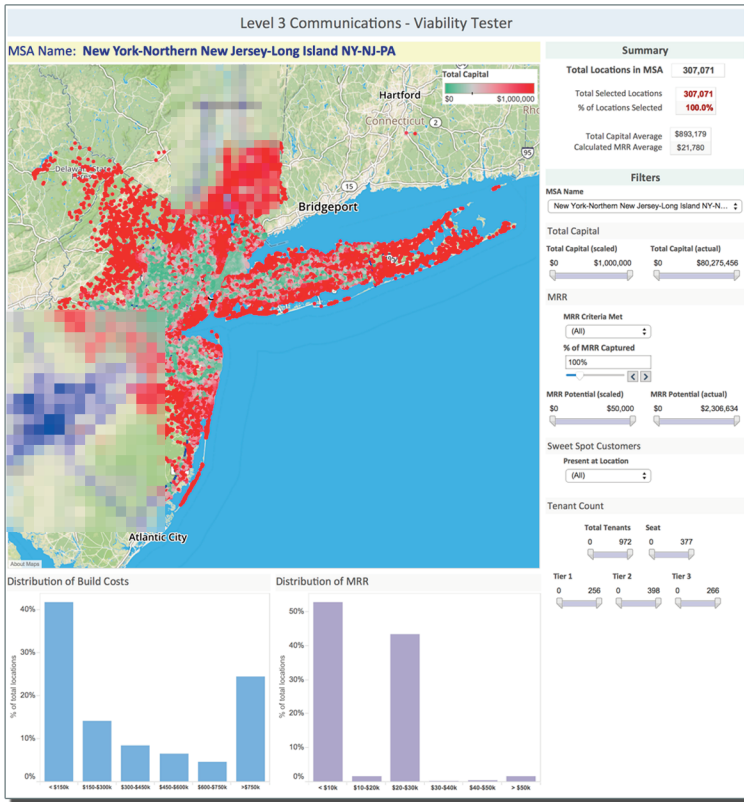 Level 3 Communications - Viability Tester
MSA Name: New York-Northern New Jersey-Long Island NY-NJ-PA
Total Capital
$0 $1,000,000
Hartford
Connecticut
2
95
15
Bridgeport
Atlantic City
About Maps
Summary
Total Locations in MSA 307,071
Total Selected Locations 307,071
% of Locations Selected 100.0%
Total Capital Average $893,179
Calculated MRR Average $21,780
Filters
MSA Name
New York-Northern New Jersey-Long Island NY-N...
Total Capital
Total Capital (scaled) Total Capital (actual)
$0 $1,000,000 $0 $80,275,456
MRR
MRR Criteria Met
(All)
% of MRR Captured
100%
MRR Potential (scaled) MRR Potential (actual)
$0 $50,000 $0 $2,306,634
Sweet Spot Customers
Present at Location
(All)
Tenant Count
Total Tenants Seat
0 972 0 377
Tier 1 Tier 2 Tier 3
0 256 0 398 0 266
Distribution of Build Costs
% of total locations
40%
30%
20%
10%
0%
< $150k $150-$300k $300-$450k $450-$600k $600-$750k >$750k
Distribution of MRR
% of total locations
50%
40%
30%
20%
10%
0%
< $10k $10-$20k $20-$30k $30-$40k $40-$50k > $50k